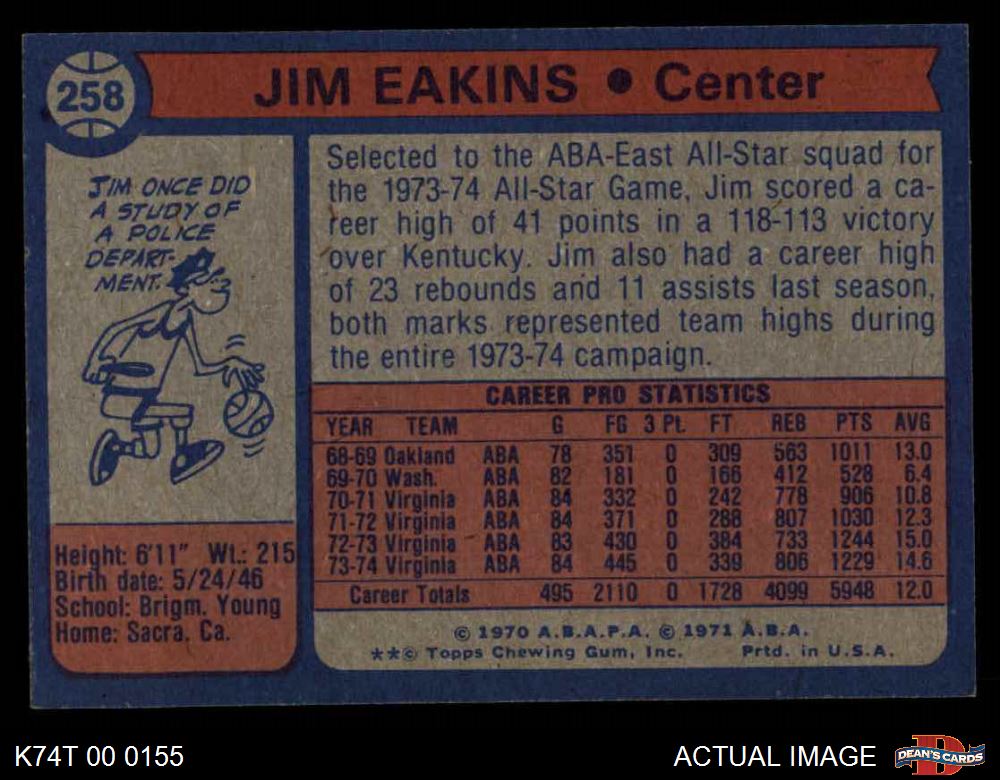 258
JIM EAKINS • Center
JIM ONCE DID
A STUDY OF
A POLICE
DEPART-
MENT.
Selected to the ABA-East All-Star squad for
the 1973-74 All-Star Game, Jim scored a ca-
reer high of 41 points in a 118-113 victory
over Kentucky. Jim also had a career high
of 23 rebounds and 11 assists last season,
both marks represented team highs during
the entire 1973-74 campaign.
CAREER PRO STATISTICS
YEAR TEAM G FG 3 Pt. FT REB PTS AVG
68-69 Oakland ABA 78 351 0 309 563 1011 13.0
69-70 Wash. ABA 82 181 0 166 412 528 6.4
70-71 Virginia ABA 84 332 0 242 778 906 10.8
71-72 Virginia ABA 84 371 0 288 807 1030 12.3
72-73 Virginia ABA 83 430 0 384 733 1244 15.0
73-74 Virginia ABA 84 445 0 339 806 1229 14.6
Career Totals 495 2110 0 1728 4099 5948 12.0
Height: 6'11" Wt.: 215
Birth date: 5/24/46
School: Brigm. Young
Home: Sacra, Ca.
© 1970 A.B.A.P.A. © 1971 A.B.A.
**© Topps Chewing Gum, Inc. Prtd. in U.S.A.
K74T 00 0155
ACTUAL IMAGE
D
DEAN'S CARDS